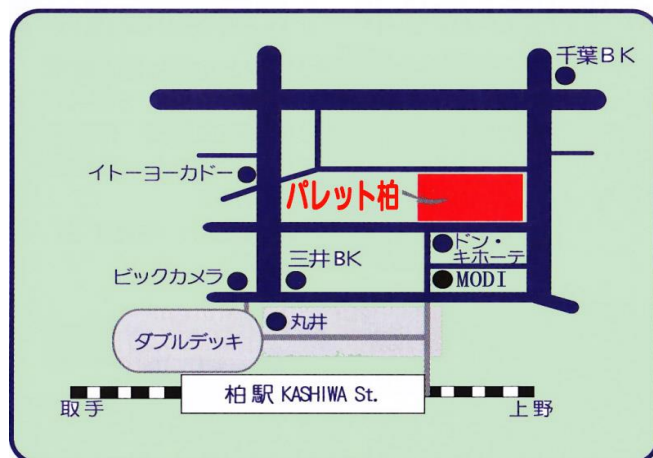 千葉BK
イトーヨーカドー
パレット柏
ドン・
キホーテ
三井BK
ビックカメラ
MODI
丸井
ダブルデッキ
柏駅 KASHIWA St.
取手
上野